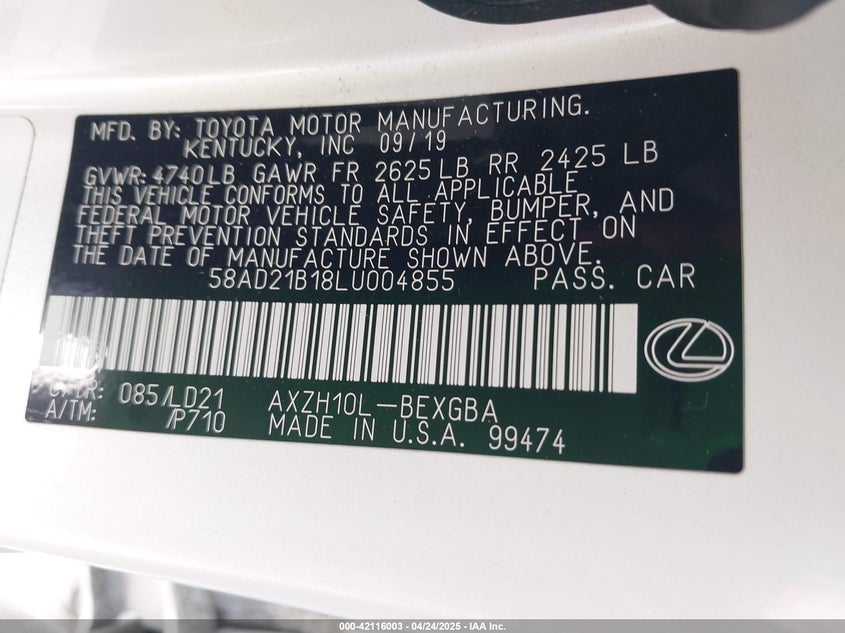 MFD. BY: TOYOTA MOTOR MANUFACTURING.
KENTUCKY, INC 09/19
GVWR: 4740LB GAWR FR 2625LB RR 2425 LB
THIS VEHICLE CONFORMS TO ALL APPLICABLE
FEDERAL MOTOR VEHICLE SAFETY, BUMPER, AND
THEFT PREVENTION STANDARDS IN EFFECT ON
THE DATE OF MANUFACTURE SHOWN ABOVE.
58AD21B18LU004855 PASS. CAR
C/TR: 085/LD21 AXZH10L-BEXGBA
A/TM: /P710 MADE IN U.S.A. 99474
000-42116003 - 04/24/2025 - IAA Inc.